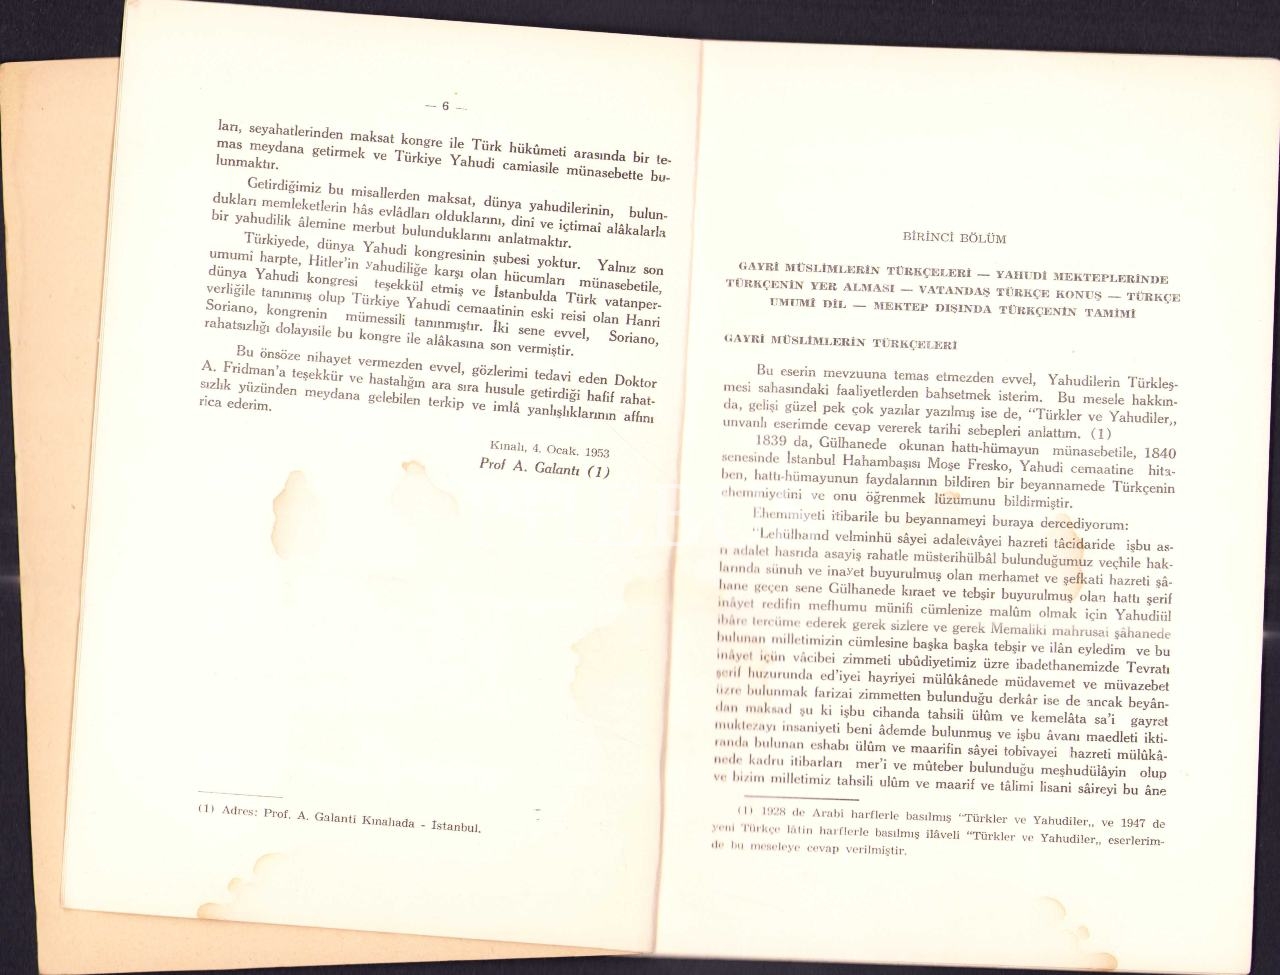 — 6 —
ları, seyahatlerinden maksat kongre ile Türk hükûmeti arasında bir te-
mas meydana getirmek ve Türkiye Yahudi camiasile münasebette bu-
lunmaktır.
Getirdiğimiz bu misallerden maksat, dünya yahudilerinin, bulun-
dukları memleketlerin hâs evlâdları olduklarını, dinî ve içtimaî alâkalarla
bir yahudilik âlemine merbut bulunduklarını anlatmaktır.
Türkiyede, dünya Yahudi kongresinin şubesi yoktur. Yalnız son
umumi harpte, Hitler'in yahudiliğe karşı olan hücumları münasebetile,
dünya Yahudi kongresi teşekkül etmiş ve İstanbulda Türk vatanper-
verliğile tanınmış olup Türkiye Yahudi cemaatinin eski reisi olan Hanri
Soriano, kongrenin mümessili tanınmıştır. İki sene evvel, Soriano,
rahatsızlığı dolayısile bu kongre ile alâkasına son vermiştir.
Bu önsöze nihayet vermezden evvel, gözlerimi tedavi eden Doktor
A. Fridman'a teşekkür ve hastalığın ara sıra husule getirdiği hafif rahat-
sızlık yüzünden meydana gelebilen terkip ve imlâ yanlışlıklarının affını
rica ederim.
Kınalı, 4. Ocak. 1953
Prof A. Galantı (1)
(1) Adres: Prof. A. Galanti Kınalıada - İstanbul.
BİRİNCİ BÖLÜM
GAYRİ MÜSLİMLERİN TÜRKÇELERİ — YAHUDİ MEKTEPLERİNDE
TÜRKÇENİN YER ALMASI — VATANDAŞ TÜRKÇE KONUŞ — TÜRKÇE
UMUMÎ DİL — MEKTEP DIŞINDA TÜRKÇENİN TAMİMİ
GAYRİ MÜSLİMLERİN TÜRKÇELERİ
Bu eserin mevzuuna temas etmezden evvel, Yahudilerin Türkleş-
mesi sahasındaki faaliyetlerden bahsetmek isterim. Bu mesele hakkın-
da, gelişi güzel pek çok yazılar yazılmış ise de, “Türkler ve Yahudiler,,
unvanlı eserimde cevap vererek tarihi sebepleri anlattım. (1)
1839 da, Gülhanede okunan hattı-hümayun münasebetile, 1840
senesinde İstanbul Hahambaşısı Moşe Fresko, Yahudi cemaatine hita-
ben, hattı-hümayunun faydalarının bildiren bir beyannamede Türkçenin
ehemmiyetini ve onu öğrenmek lüzumunu bildirmiştir.
Ehemmiyeti itibarile bu beyannameyi buraya dercediyorum:
“Lehülhamd velminhü sâyei adaletvâyei hazreti tâcidaride işbu as-
rı adalet hasrıda asayiş rahatle müsterihülbâl bulunduğumuz veçhile hak-
larında sünuh ve inayet buyurulmuş olan merhamet ve şefkati hazreti şâ-
hane geçen sene Gülhanede kıraet ve tebşir buyurulmuş olan hattı şerif
inâyet redifin mefhumu münifi cümlenize malûm olmak için Yahudiül
ibâre tercüme ederek gerek sizlere ve gerek Memaliki mahrusai şâhanede
bulunan milletimizin cümlesine başka başka tebşir ve ilân eyledim ve bu
inâyet içün vâcibei zimmeti ubûdiyetimiz üzre ibadethanemizde Tevratı
şerif huzurunda ed'iyei hayriyei mülûkânede müdavemet ve müvazebet
üzre bulunmak farizai zimmetten bulunduğu derkâr ise de ancak beyân-
dan maksad şu ki işbu cihanda tahsili ülûm ve kemelâta sa'i gayret
muktezayı insaniyeti beni âdemde bulunmuş ve işbu âvanı maedleti ikti-
randa bulunan eshabı ülûm ve maarifin sâyei tobivayei hazreti mülûkâ-
nede kadru itibarları mer'i ve mûteber bulunduğu meşhudülâyin olup
ve bizim milletimiz tahsili ulûm ve maarif ve tâlimi lisani sâireyi bu âne
(1) 1928 de Arabi harflerle basılmış “Türkler ve Yahudiler,, ve 1947 de
yeni Türkçe lâtin harflerle basılmış ilâveli “Türkler ve Yahudiler,, eserlerim-
de bu meseleye cevap verilmiştir.